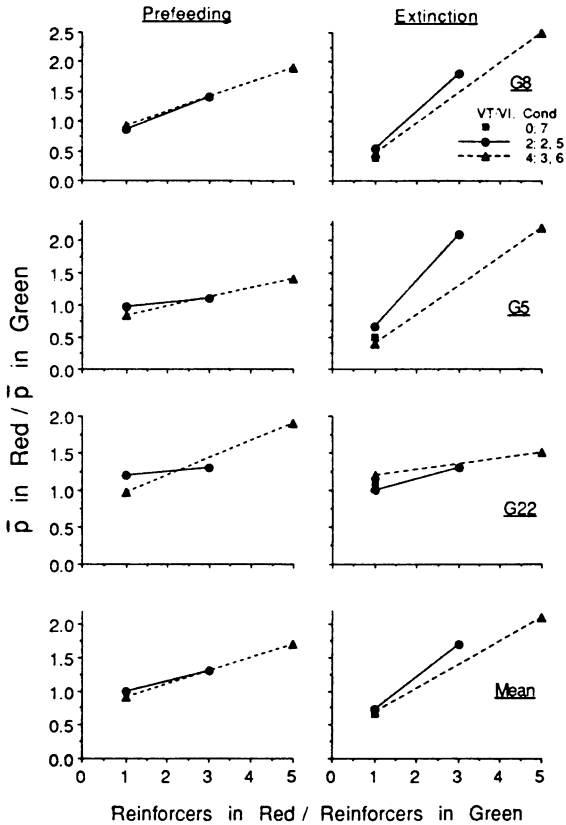 Prefeeding
Extinction
2.5
2.0
1.5
1.0
0.5
0.0
G8
VT:VI. Cond
0: 7
2: 2, 5
4: 3, 6
2.0
1.5
1.0
0.5
0.0
G5
2.0
1.5
1.0
0.5
0.0
G22
2.0
1.5
1.0
0.5
0.0
Mean
0 1 2 3 4 5
0 1 2 3 4 5
p̅ in Red / p̅ in Green
Reinforcers in Red / Reinforcers in Green